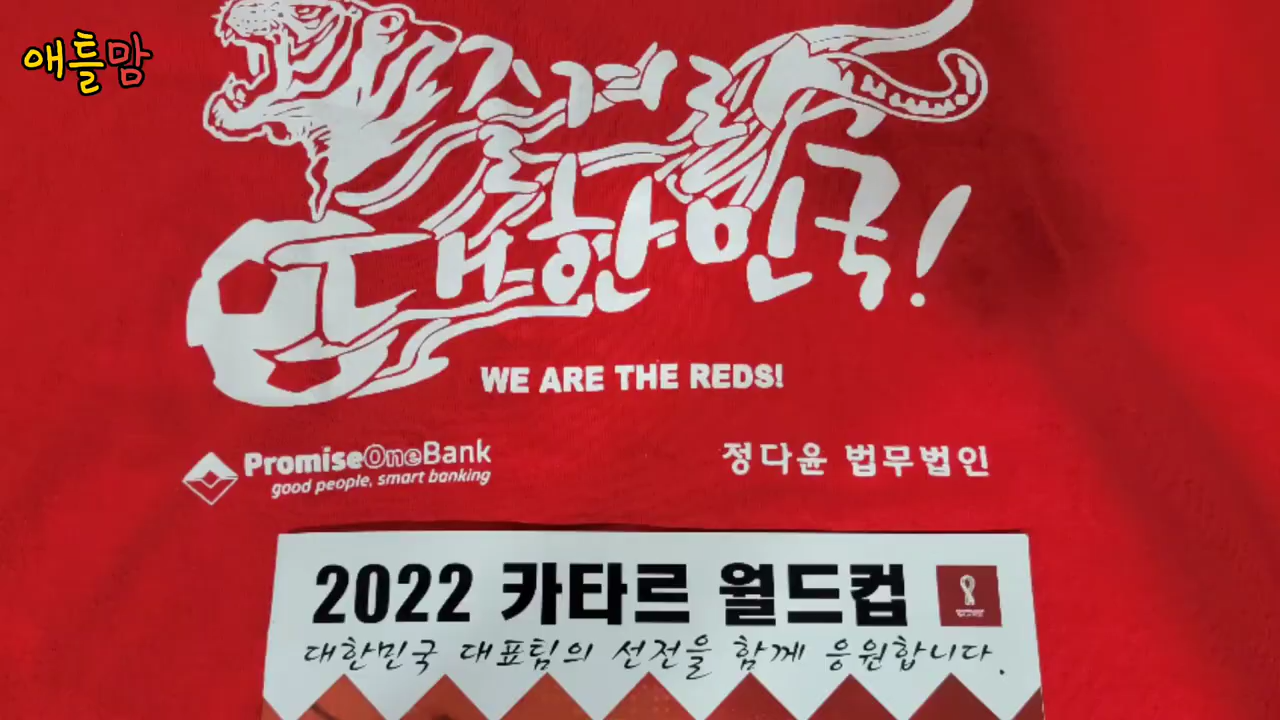 애틀맘
즐겨라
대한민국!
WE ARE THE REDS!
PromiseOneBank
good people, smart banking
정다윤 법무법인
2022 카타르 월드컵
대한민국 대표팀의 선전을 함께 응원합니다.